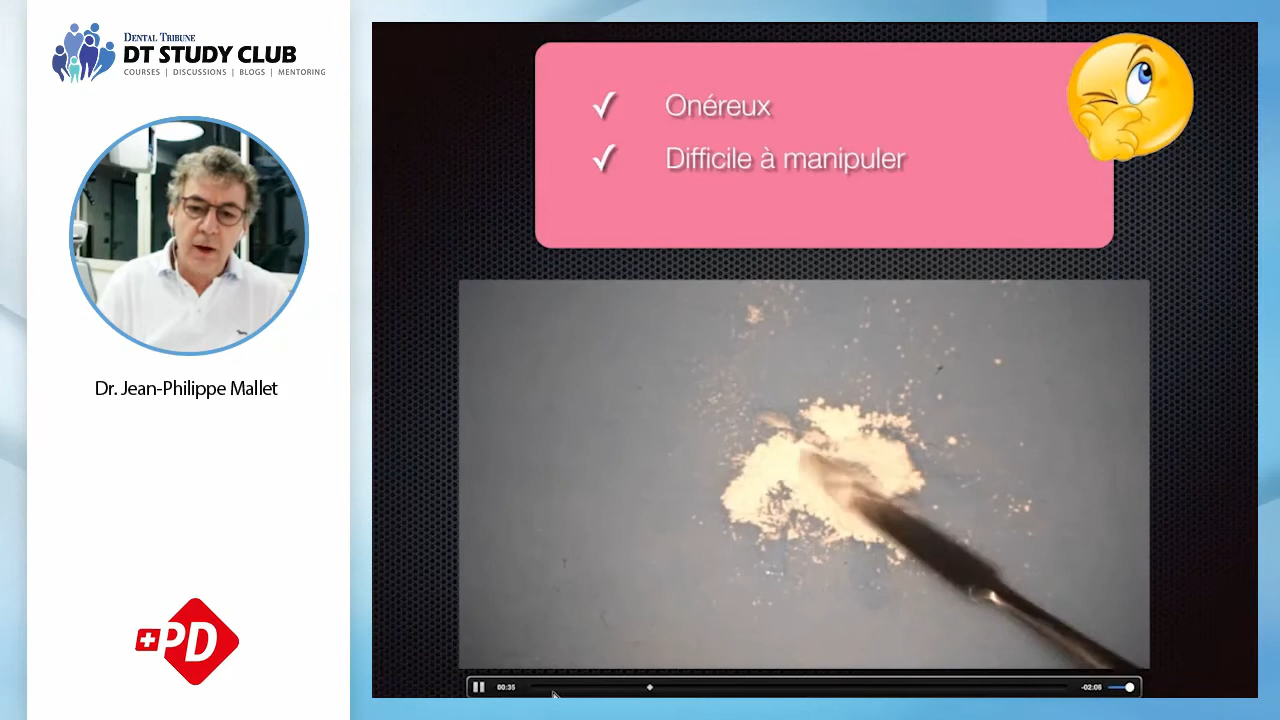 DENTAL TRIBUNE
DT STUDY CLUB
COURSES | DISCUSSIONS | BLOGS | MENTORING
Dr. Jean-Philippe Mallet
+PD
✓ Onéreux
✓ Difficile à manipuler
00:35
-02:06